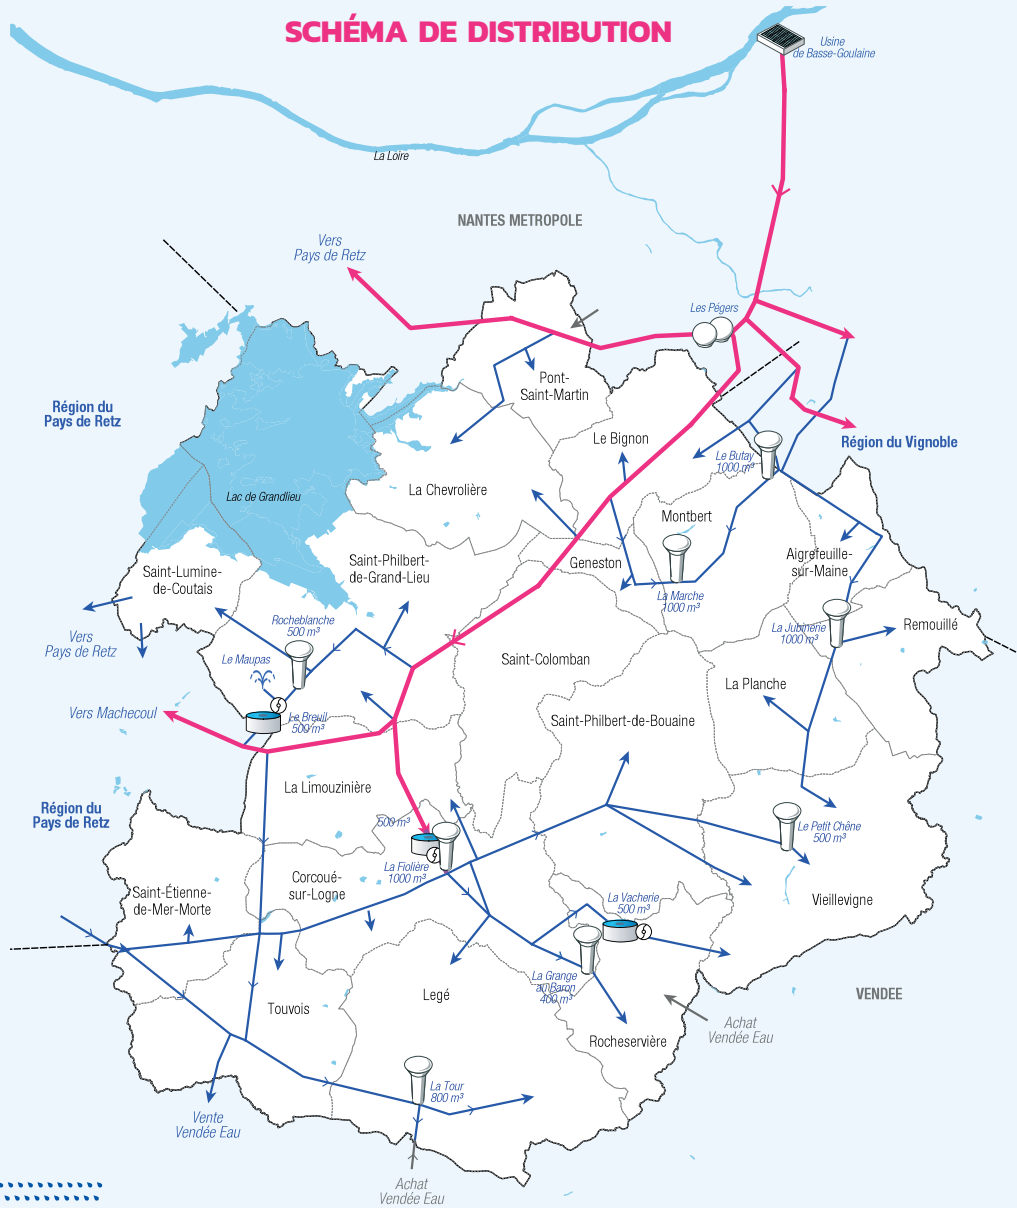 SCHÉMA DE DISTRIBUTION
Usine
de Basse-Goulaine
La Loire
NANTES METROPOLE
Vers
Pays de Retz
Les Pégers
Région du
Pays de Retz
Pont-
Saint-Martin
Le Bignon
Région du Vignoble
Le Butay
1000 m³
La Chevrolière
Lac de Grandlieu
Montbert
Saint-Lumine-
de-Coutais
Saint-Philbert-
de-Grand-Lieu
Geneston
Aigrefeuille-
sur-Maine
La Marche
1000 m³
Rocheblanche
500 m³
La Jubinerie
1000 m³
Remouillé
Vers
Pays de Retz
Le Maupas
Saint-Colomban
La Planche
Vers Machecoul
Le Breuil
500 m³
Saint-Philbert-de-Bouaine
La Limouzinière
Région du
Pays de Retz
500 m³
Le Petit Chêne
500 m³
La Fiolière
1000 m³
Corcoué-
sur-Logne
Saint-Étienne-
de-Mer-Morte
La Vacherie
500 m³
Vieillevigne
La Grange
au Baron
400 m³
Legé
VENDEE
Touvois
Achat
Vendée Eau
Rocheservière
La Tour
800 m³
Vente
Vendée Eau
Achat
Vendée Eau